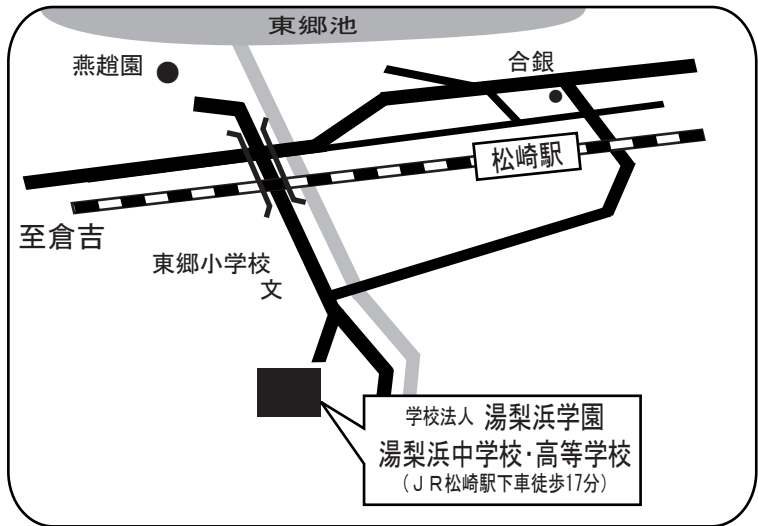 東郷池
燕趙園
合銀
松崎駅
至倉吉
東郷小学校
文
学校法人 湯梨浜学園
湯梨浜中学校・高等学校
(ＪＲ松崎駅下車徒歩17分)